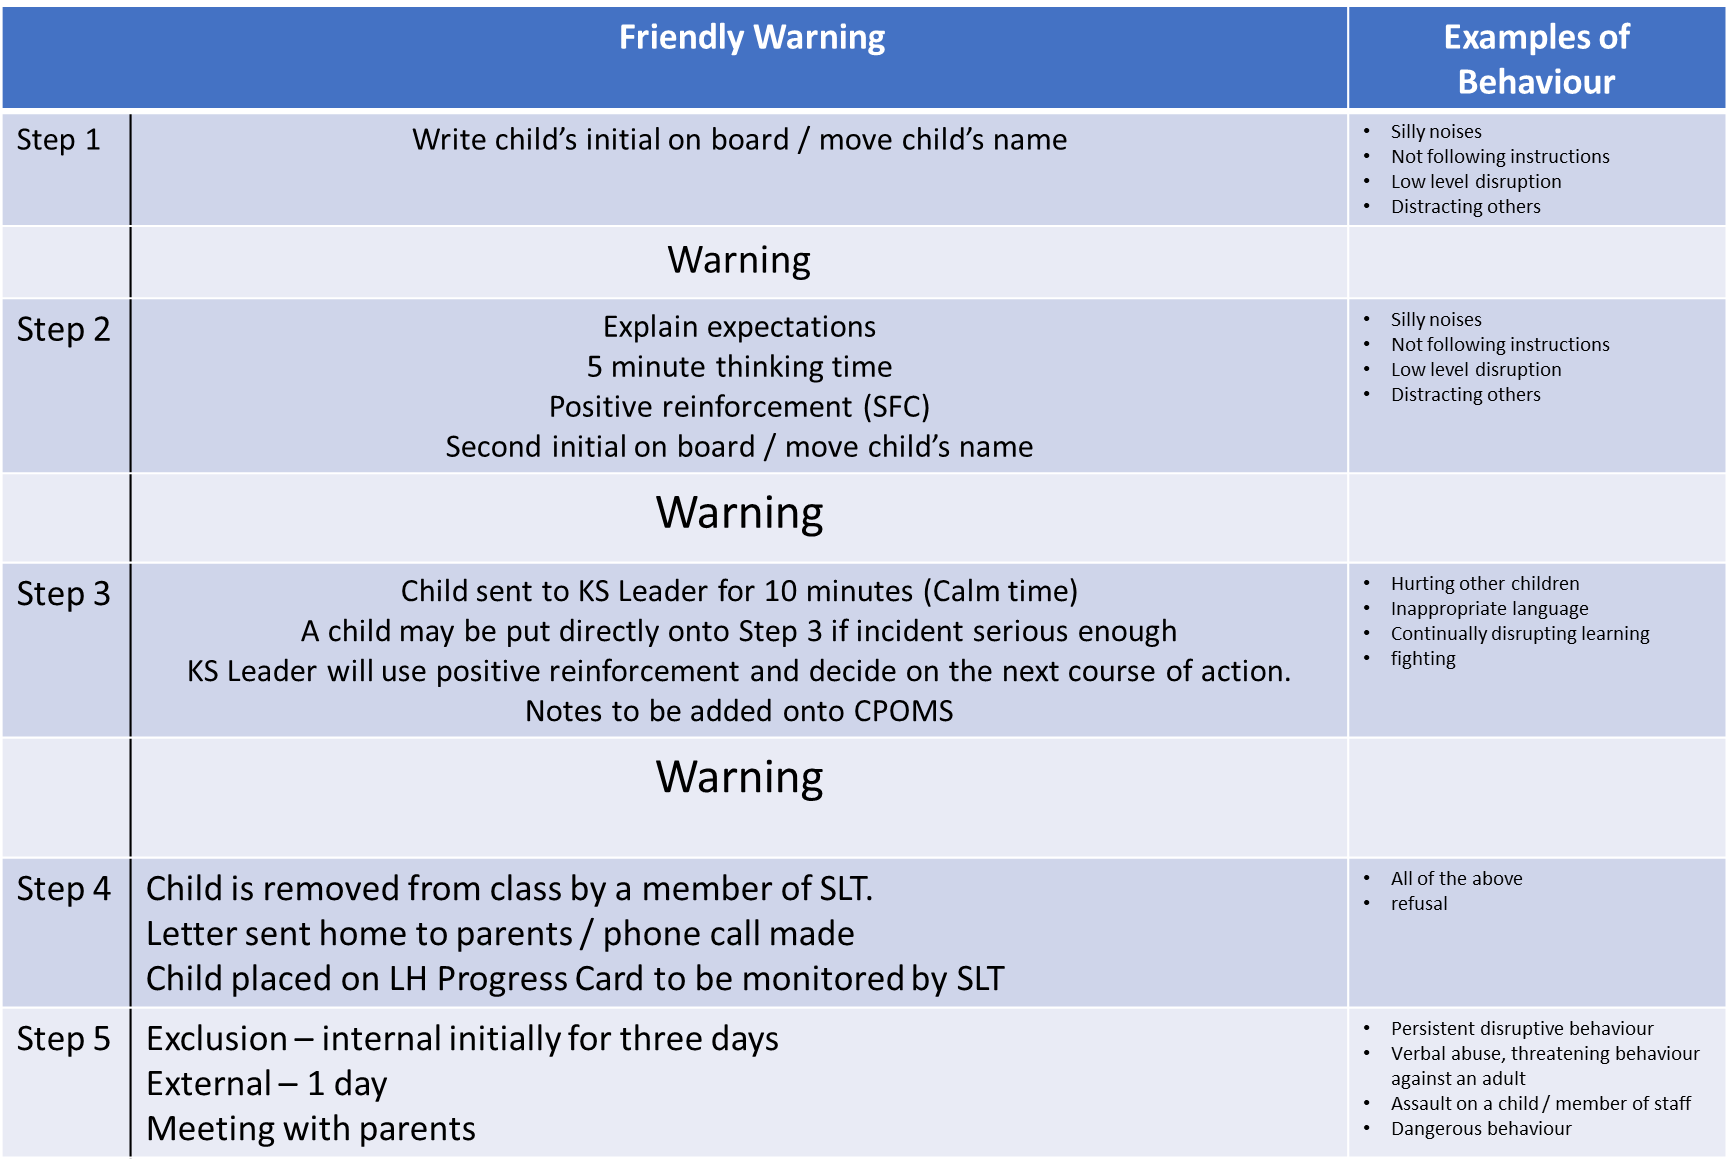 Friendly Warning
Examples of
Behaviour
Step 1
Write child’s initial on board / move child’s name
• Silly noises
• Not following instructions
• Low level disruption
• Distracting others
Warning
Step 2
Explain expectations
5 minute thinking time
Positive reinforcement (SFC)
Second initial on board / move child’s name
• Silly noises
• Not following instructions
• Low level disruption
• Distracting others
Warning
Step 3
Child sent to KS Leader for 10 minutes (Calm time)
A child may be put directly onto Step 3 if incident serious enough
KS Leader will use positive reinforcement and decide on the next course of action.
Notes to be added onto CPOMS
• Hurting other children
• Inappropriate language
• Continually disrupting learning
• fighting
Warning
Step 4
Child is removed from class by a member of SLT.
Letter sent home to parents / phone call made
Child placed on LH Progress Card to be monitored by SLT
• All of the above
• refusal
Step 5
Exclusion – internal initially for three days
External – 1 day
Meeting with parents
• Persistent disruptive behaviour
• Verbal abuse, threatening behaviour
against an adult
• Assault on a child / member of staff
• Dangerous behaviour